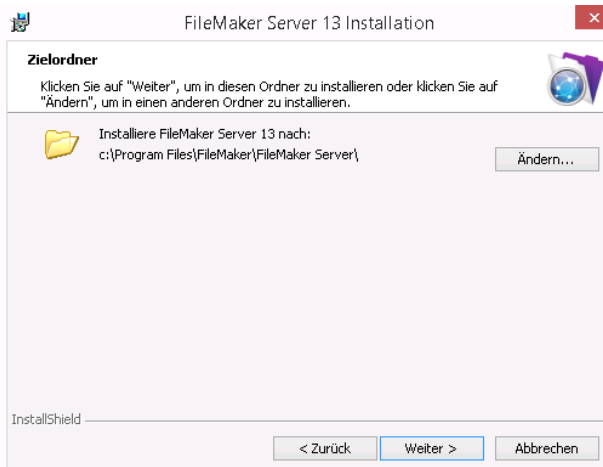 FileMaker Server 13 Installation
Zielordner
Klicken Sie auf "Weiter", um in diesen Ordner zu installieren oder klicken Sie auf
"Ändern", um in einen anderen Ordner zu installieren.
Installiere FileMaker Server 13 nach:
c:\Program Files\FileMaker\FileMaker Server\
Ändern...
InstallShield
< Zurück
Weiter >
Abbrechen